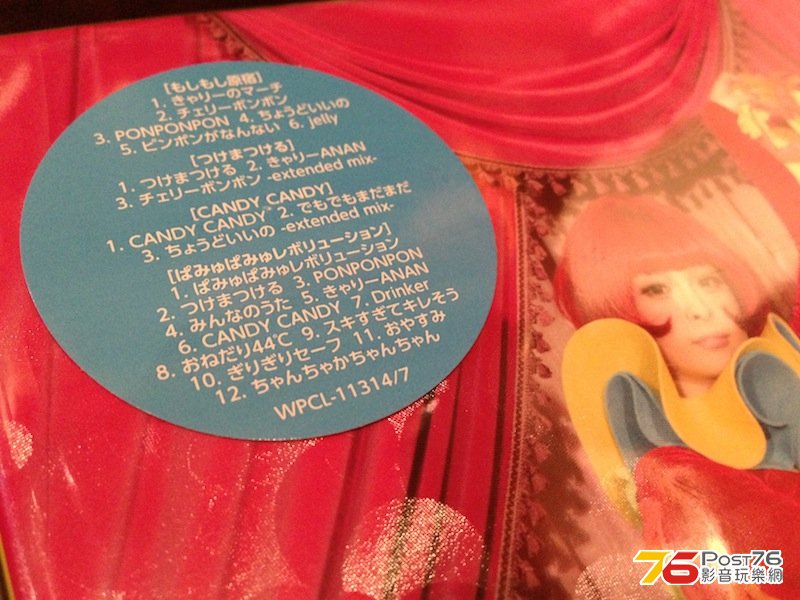 [もしもし原宿]
1. きゃりーのマーチ
2. チェリーボンボン
3. PONPONPON 4. ちょうどいいの
5. ピンポンがなんない 6. jelly
[つけまつける]
1. つけまつける 2. きゃりーANAN
3. チェリーボンボン -extended mix-
[CANDY CANDY]
1. CANDY CANDY 2. でもでもまだまだ
3. ちょうどいいの -extended mix-
[ぱみゅぱみゅレボリューション]
1. ぱみゅぱみゅレボリューション
2. つけまつける 3. PONPONPON
4. みんなのうた 5. きゃりーANAN
6. CANDY CANDY 7. Drinker
8. おねだり44℃ 9. スキすぎてキレそう
10. ぎりぎりセーフ 11. おやすみ
12. ちゃんちゃかちゃんちゃん
WPCL-11314/7
76 POST76
影音玩樂網